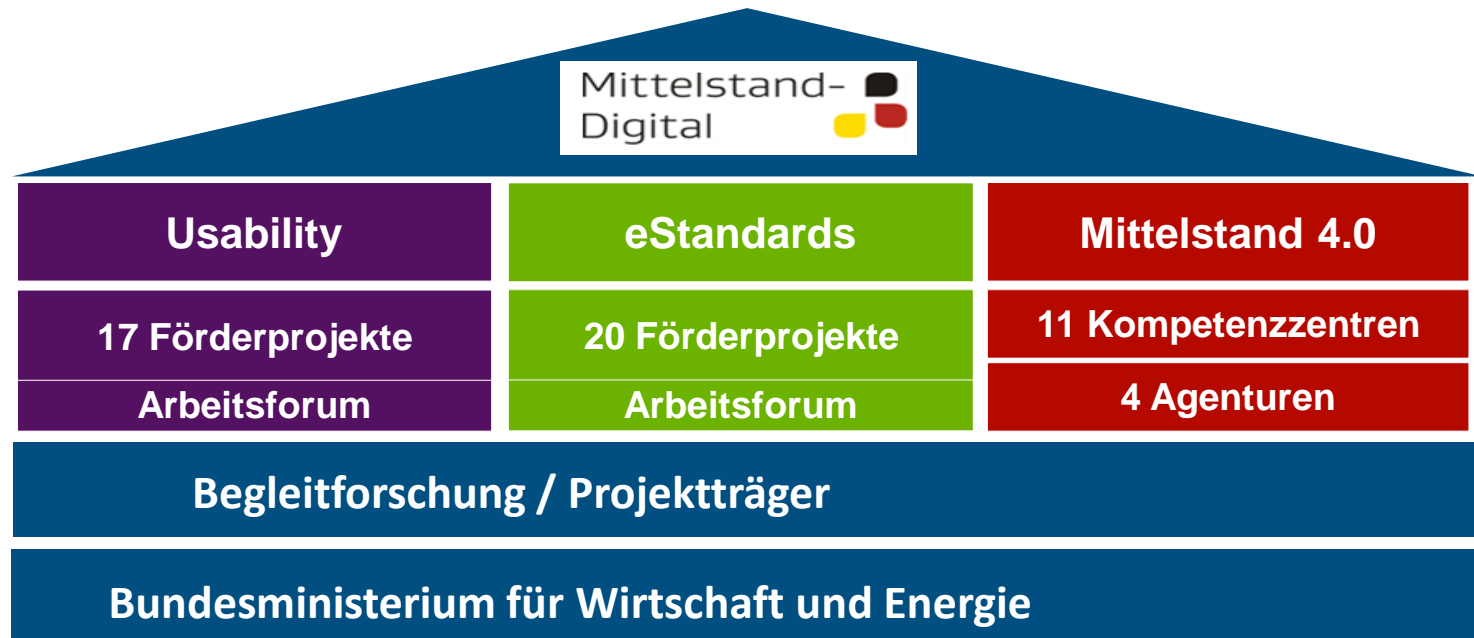 Mittelstand-
Digital
Usability
eStandards
Mittelstand 4.0
17 Förderprojekte
20 Förderprojekte
11 Kompetenzzentren
Arbeitsforum
Arbeitsforum
4 Agenturen
Begleitforschung / Projektträger
Bundesministerium für Wirtschaft und Energie